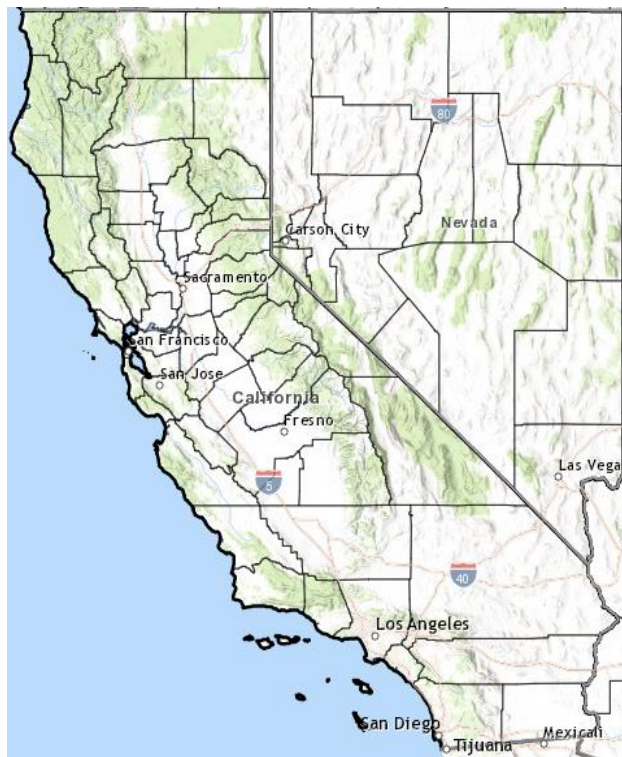 80
Nevada
Carson City
Sacramento
San Francisco
San Jose
California
Fresno
5
Las Vega
40
Los Angeles
San Diego
Mexicali
Tijuana